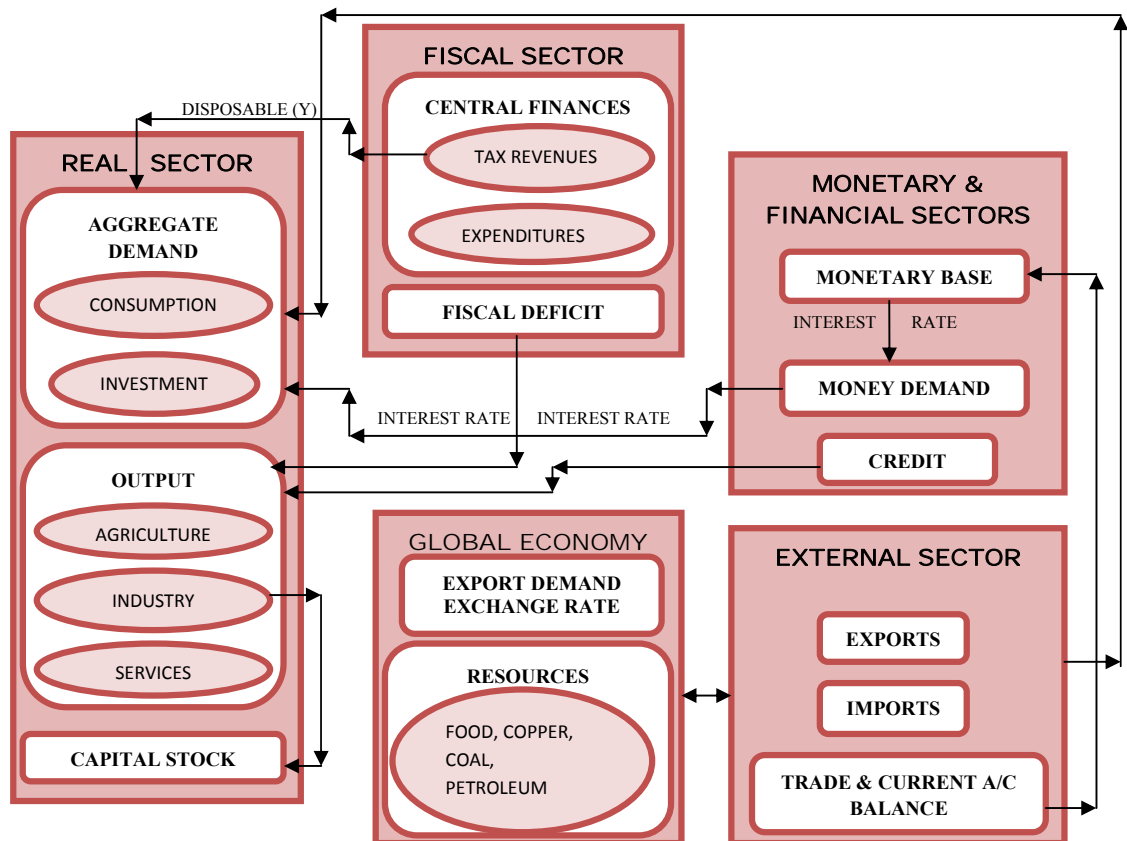 FISCAL SECTOR
CENTRAL FINANCES
TAX REVENUES
EXPENDITURES
FISCAL DEFICIT
DISPOSABLE (Y)
REAL SECTOR
AGGREGATE
DEMAND
CONSUMPTION
INVESTMENT
OUTPUT
AGRICULTURE
INDUSTRY
SERVICES
CAPITAL STOCK
INTEREST RATE
INTEREST RATE
MONETARY &
FINANCIAL SECTORS
MONETARY BASE
INTEREST RATE
MONEY DEMAND
CREDIT
GLOBAL ECONOMY
EXPORT DEMAND
EXCHANGE RATE
RESOURCES
FOOD, COPPER,
COAL,
PETROLEUM
EXTERNAL SECTOR
EXPORTS
IMPORTS
TRADE & CURRENT A/C
BALANCE